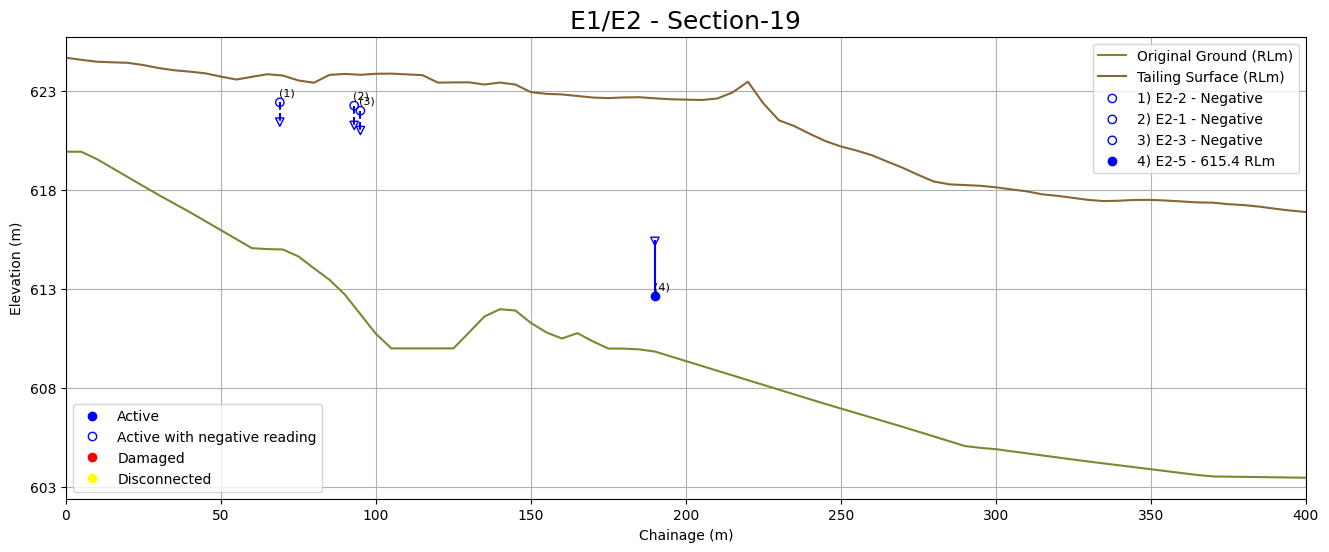 E1/E2 - Section-19
Original Ground (RLm)
Tailing Surface (RLm)
1) E2-2 - Negative
2) E2-1 - Negative
3) E2-3 - Negative
4) E2-5 - 615.4 RLm
(1)
(2)
(3)
(4)
Elevation (m)
623
618
613
608
603
Active
Active with negative reading
Damaged
Disconnected
0 50 100 150 200 250 300 350 400
Chainage (m)